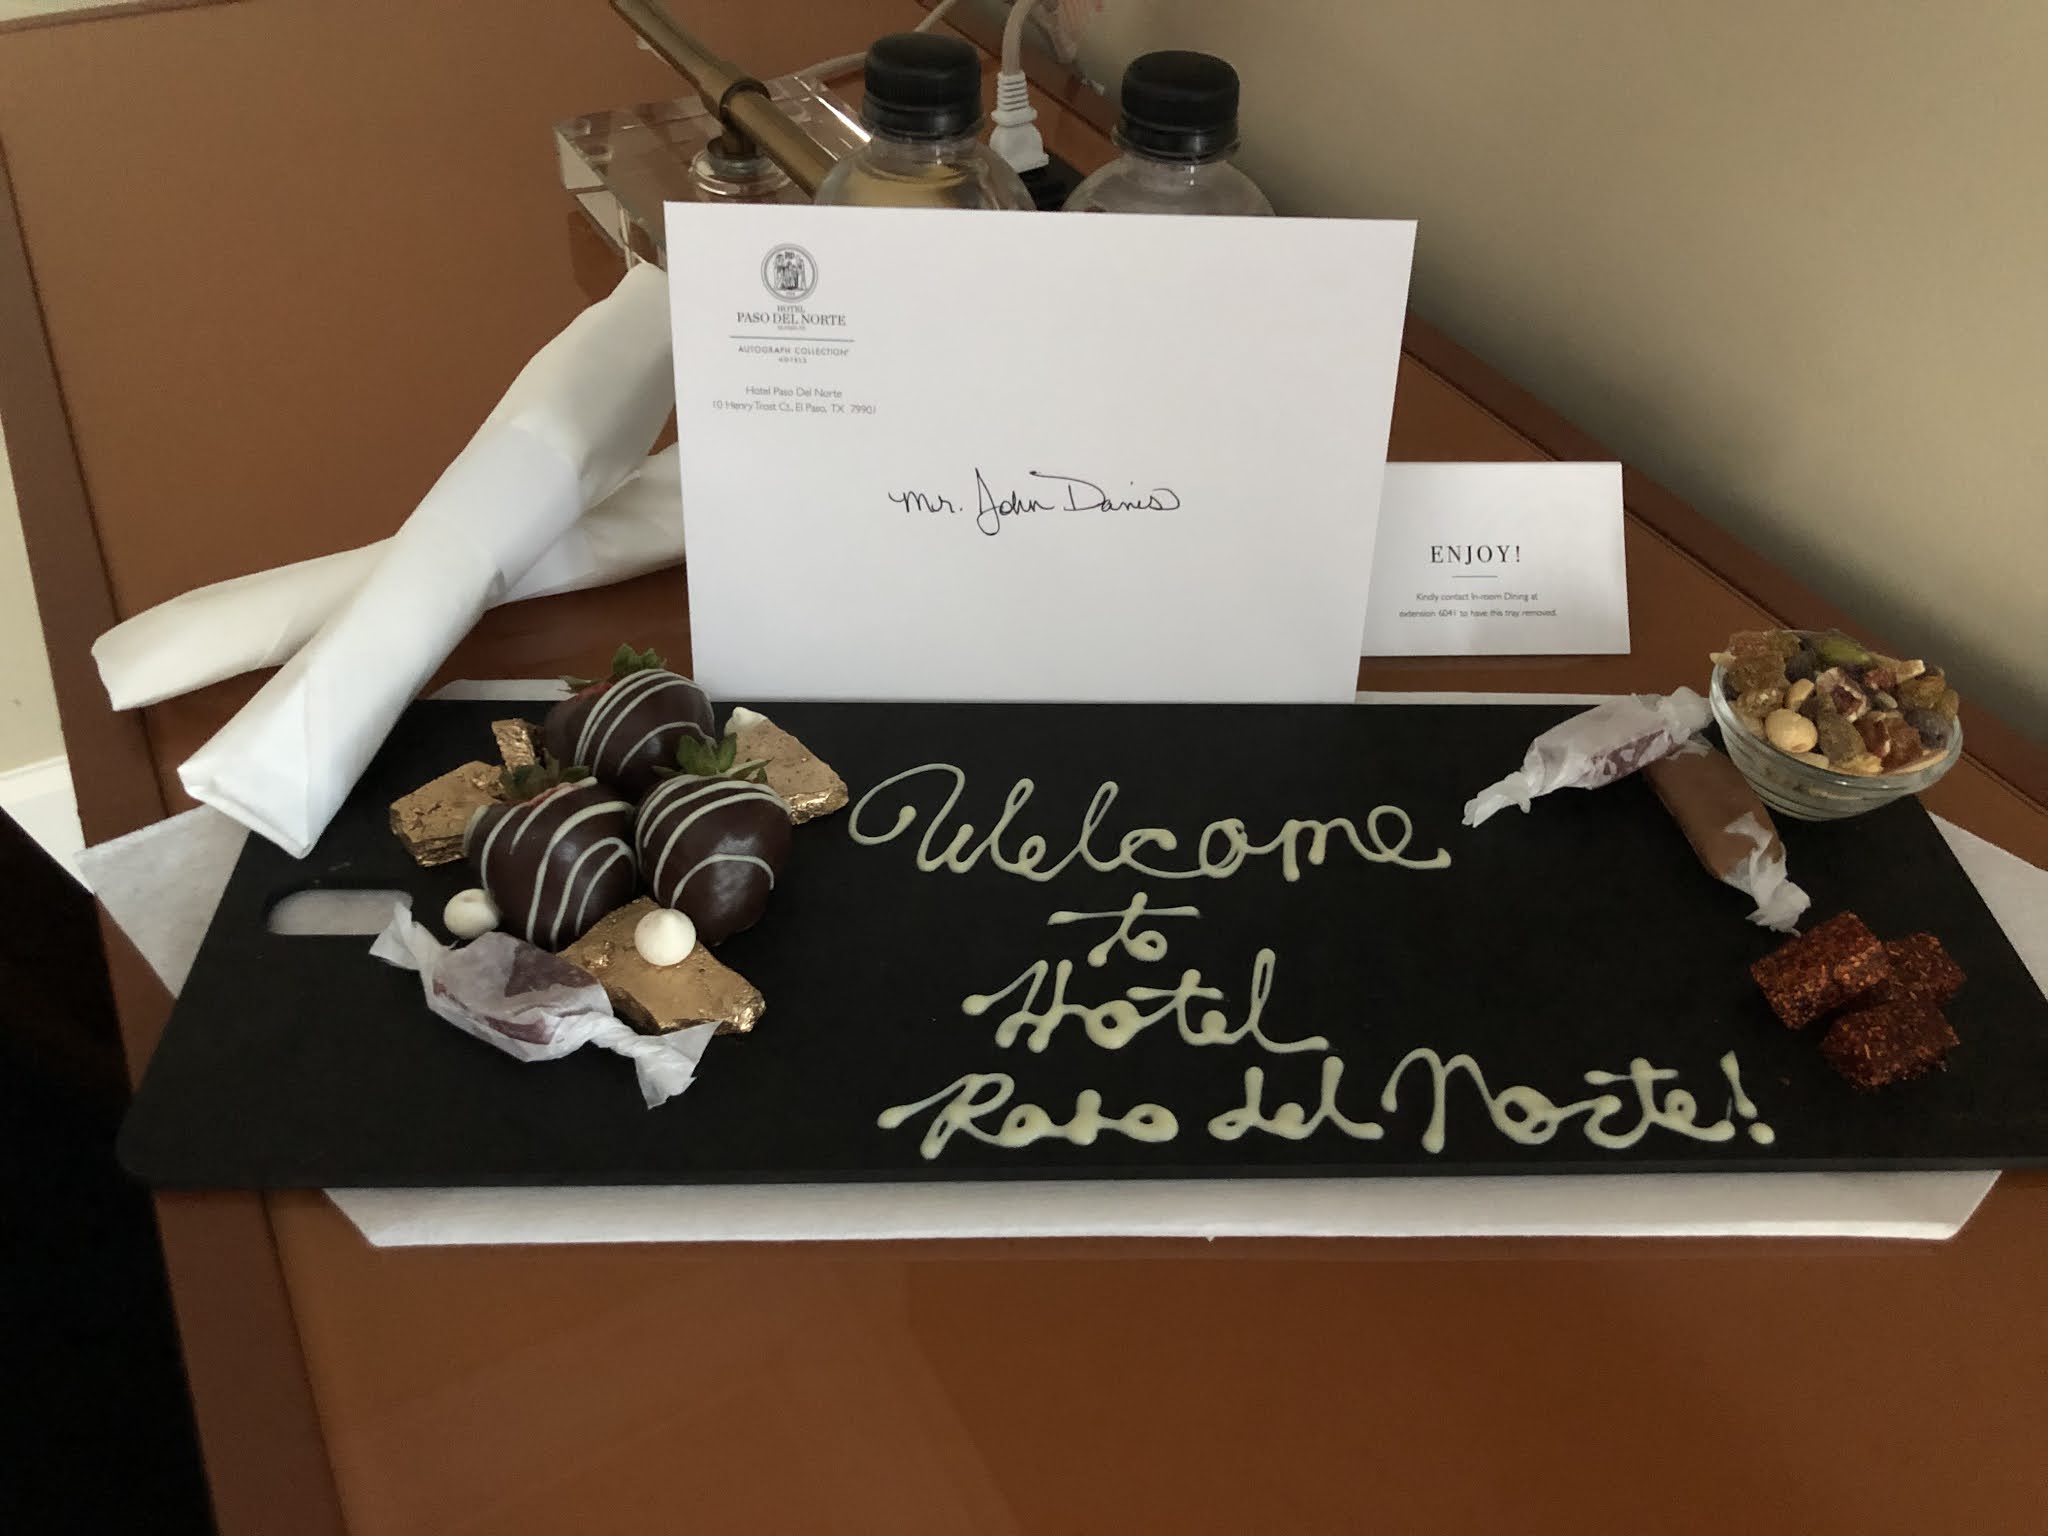 HOTEL
PASO DEL NORTE
AUTOGRAPH COLLECTION®
HOTELS
Hotel Paso Del Norte
10 Henry Trost Ct., El Paso, TX 79901
Mr. John Davis
ENJOY!
Kindly contact In-room Dining at
extension 6041 to have this tray removed.
Welcome
to
Hotel
Paso del Norte!